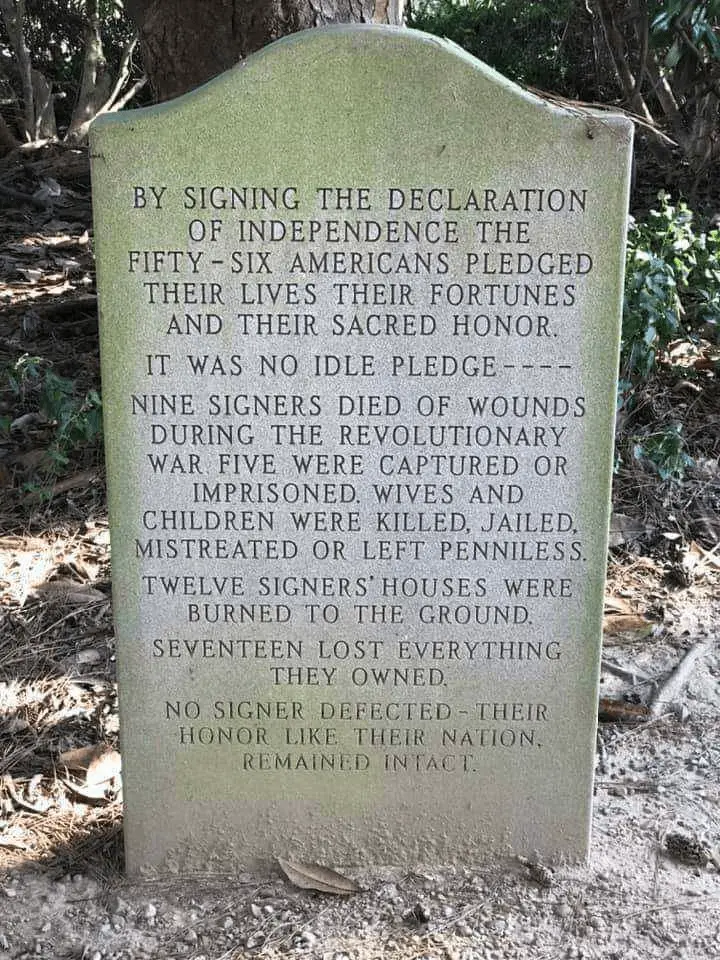 BY SIGNING THE DECLARATION
OF INDEPENDENCE THE
FIFTY-SIX AMERICANS PLEDGED
THEIR LIVES THEIR FORTUNES
AND THEIR SACRED HONOR.
IT WAS NO IDLE PLEDGE----
NINE SIGNERS DIED OF WOUNDS
DURING THE REVOLUTIONARY
WAR. FIVE WERE CAPTURED OR
IMPRISONED. WIVES AND
CHILDREN WERE KILLED, JAILED,
MISTREATED OR LEFT PENNILESS.
TWELVE SIGNERS' HOUSES WERE
BURNED TO THE GROUND.
SEVENTEEN LOST EVERYTHING
THEY OWNED.
NO SIGNER DEFECTED-THEIR
HONOR LIKE THEIR NATION,
REMAINED INTACT.